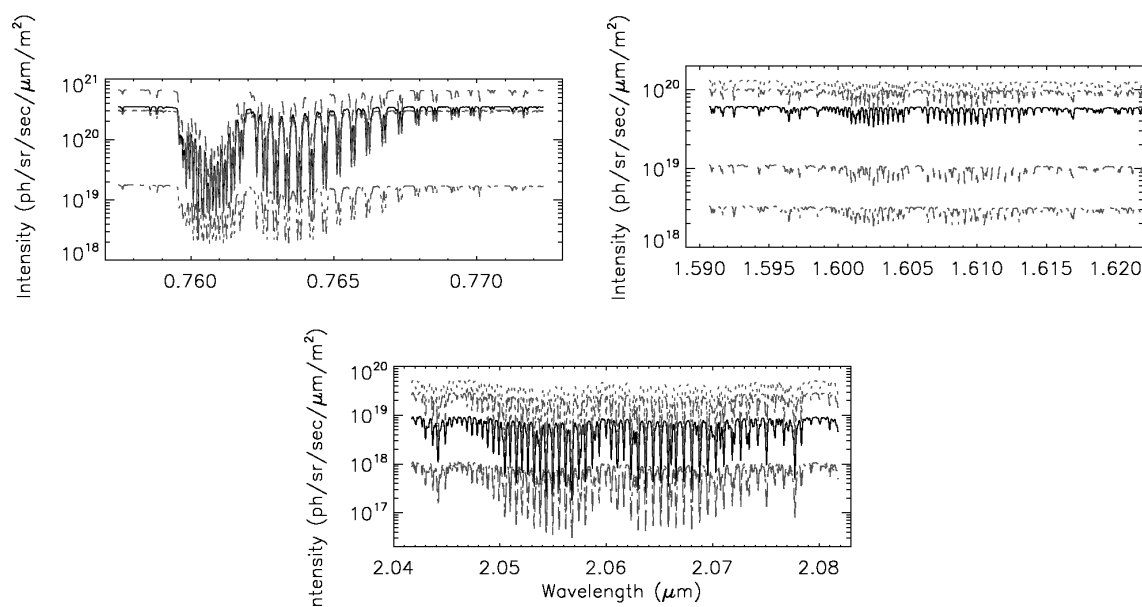 Intensity (ph/sr/sec/μm/m²)
10²¹
10²⁰
10¹⁹
10¹⁸
0.760 0.765 0.770
Intensity (ph/sr/sec/μm/m²)
10²⁰
10¹⁹
10¹⁸
1.590 1.595 1.600 1.605 1.610 1.615 1.620
Intensity (ph/sr/sec/μm/m²)
10²⁰
10¹⁹
10¹⁸
10¹⁷
2.04 2.05 2.06 2.07 2.08
Wavelength (μm)